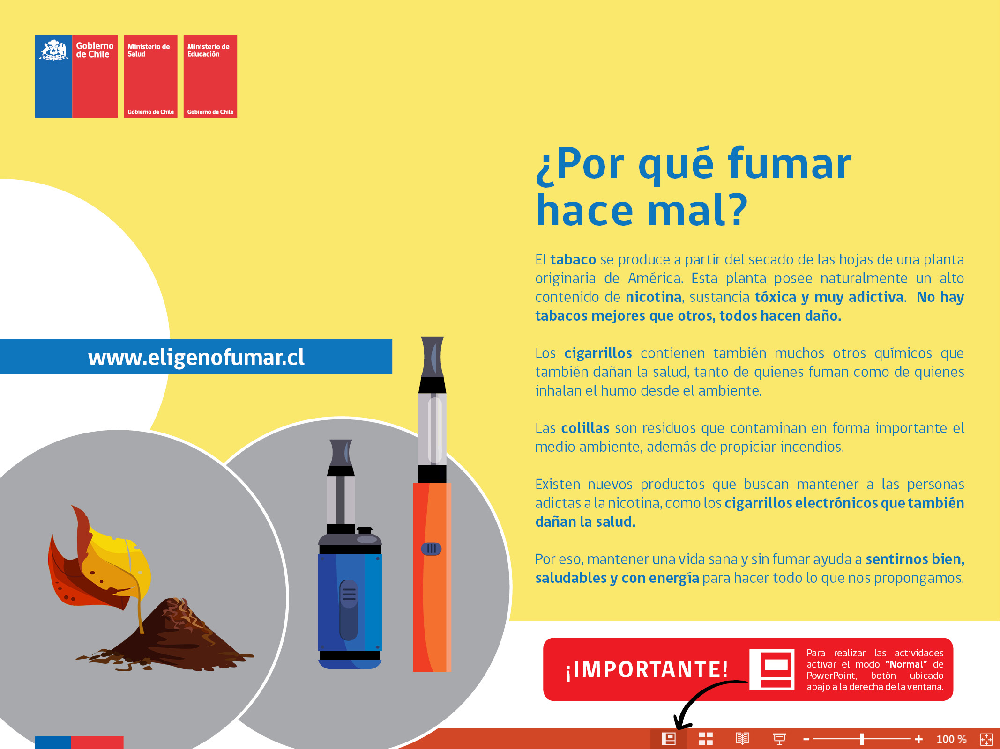 Gobierno
de Chile
Ministerio de
Salud
Gobierno de Chile
Ministerio de
Educación
Gobierno de Chile
¿Por qué fumar
hace mal?
El tabaco se produce a partir del secado de las hojas de una planta
originaria de América. Esta planta posee naturalmente un alto
contenido de nicotina, sustancia tóxica y muy adictiva. No hay
tabacos mejores que otros, todos hacen daño.
Los cigarrillos contienen también muchos otros químicos que
también dañan la salud, tanto de quienes fuman como de quienes
inhalan el humo desde el ambiente.
Las colillas son residuos que contaminan en forma importante el
medio ambiente, además de propiciar incendios.
Existen nuevos productos que buscan mantener a las personas
adictas a la nicotina, como los cigarrillos electrónicos que también
dañan la salud.
Por eso, mantener una vida sana y sin fumar ayuda a sentirnos bien,
saludables y con energía para hacer todo lo que nos propongamos.
www.eligenofumar.cl
¡IMPORTANTE!
Para realizar las actividades
activar el modo “Normal” de
PowerPoint, botón ubicado
abajo a la derecha de la ventana.
100 %